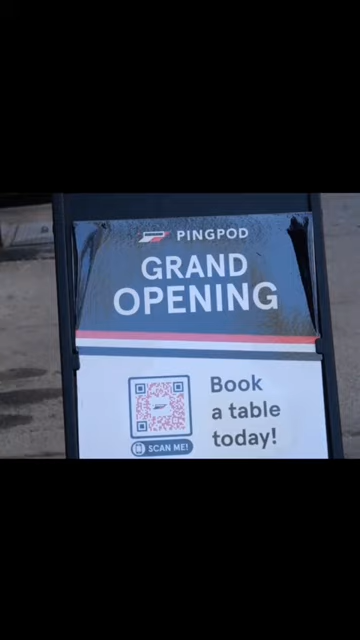 PINGPOD
GRAND
OPENING
Book
a table
today!
SCAN ME!